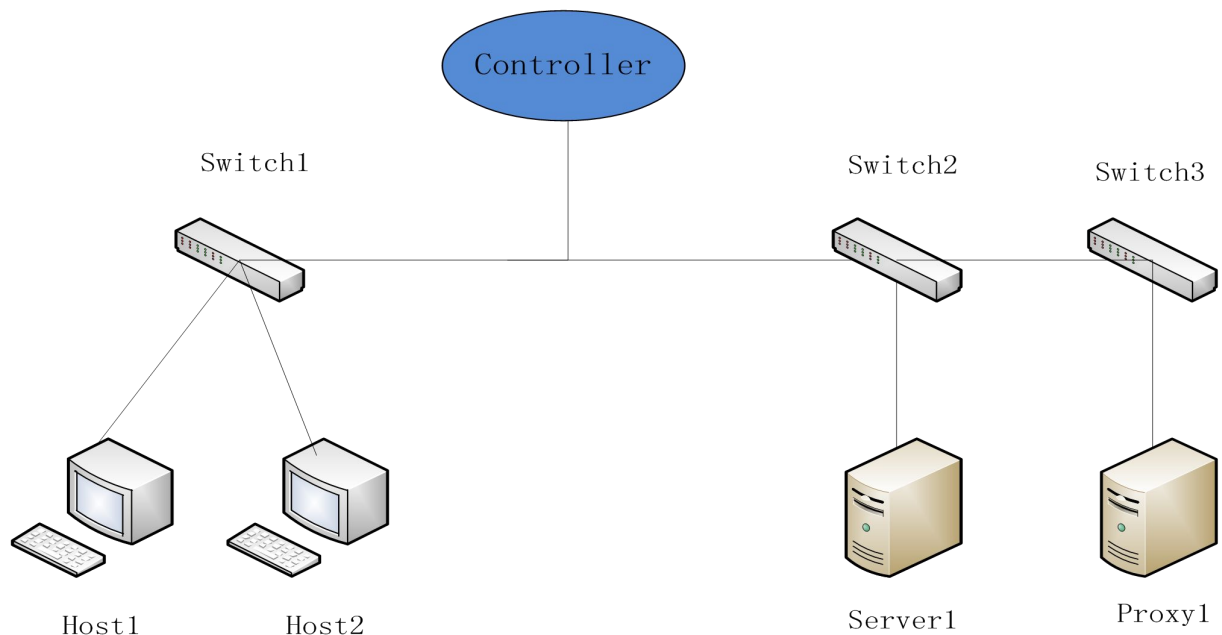 Controller
Switch1
Switch2
Switch3
Host1
Host2
Server1
Proxy1